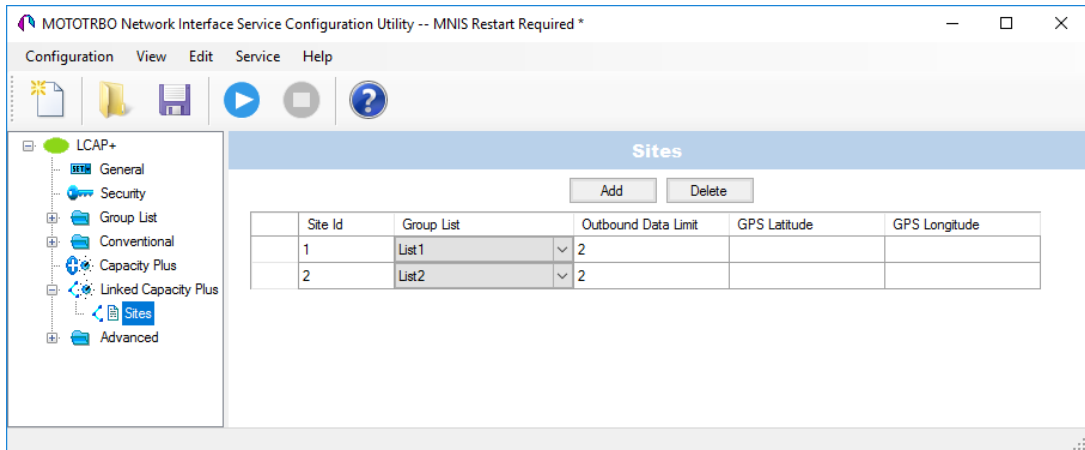 MOTOTRBO Network Interface Service Configuration Utility -- MNIS Restart Required *
Configuration View Edit Service Help
LCAP+
SET
General
Security
Group List
Conventional
Capacity Plus
Linked Capacity Plus
Sites
Advanced
Sites
Add Delete
Site Id Group List Outbound Data Limit GPS Latitude GPS Longitude
1 List1 2
2 List2 2